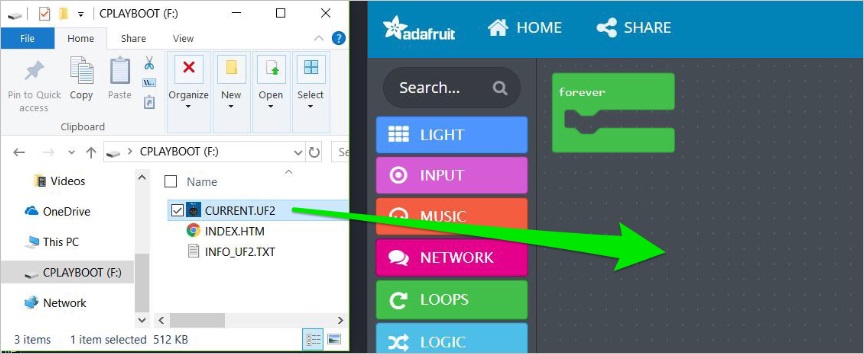 CPLAYBOOT (F:)
File
Home
Share
View
Pin to Quick
access
Copy
Paste
Organize
New
Open
Select
Clipboard
CPLAYBOOT (F:)
Se
Videos
OneDrive
This PC
CPLAYBOOT (F:)
Network
Name
CURRENT.UF2
INDEX.HTM
INFO_UF2.TXT
3 items
1 item selected 512 KB
adafruit
HOME
SHARE
Search...
LIGHT
INPUT
MUSIC
NETWORK
LOOPS
LOGIC
forever